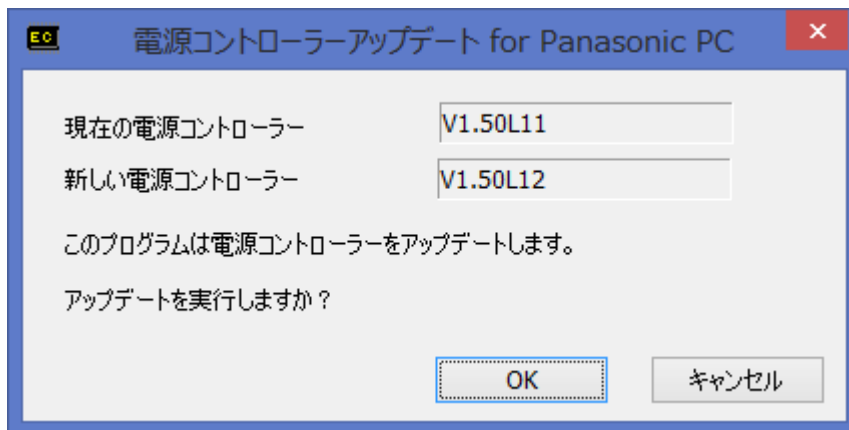 EC 電源コントローラーアップデート for Panasonic PC
現在の電源コントローラー V1.50L11
新しい電源コントローラー V1.50L12
このプログラムは電源コントローラーをアップデートします。
アップデートを実行しますか？
OK キャンセル